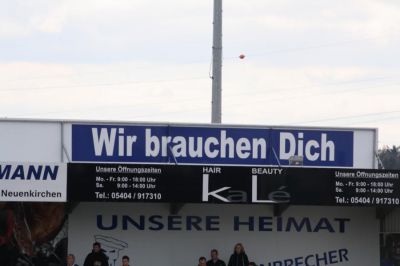 Wir brauchen Dich
MANN
Neuenkirchen
Unsere Öffnungszeiten
Mo. - Fr. 9:00 - 18:00 Uhr
Sa. 9:00 - 14:00 Uhr
Tel.: 05404 / 917310
HAIR BEAUTY
KaLé
Unsere Öffnungszeiten
Mo. - Fr. 9:00 - 18:00 Uhr
Sa. 9:00 - 14:00 Uhr
Tel.: 05404 / 917310
UNSERE HEIMAT